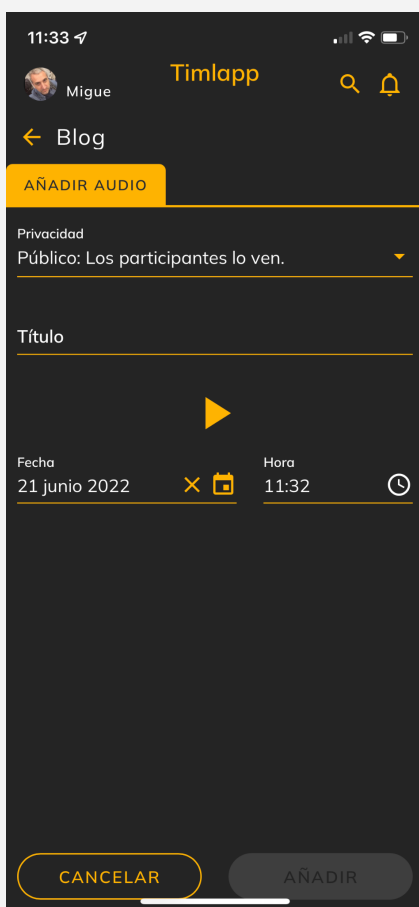 11:33
Timlapp
Migue
Blog
AÑADIR AUDIO
Privacidad
Público: Los participantes lo ven.
Título
Fecha Hora
21 junio 2022 11:32
CANCELAR AÑADIR